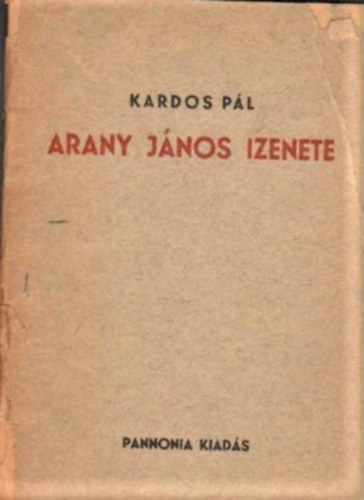 KARDOS PÁL
ARANY JÁNOS IZENETE
PANNONIA KIADÁS